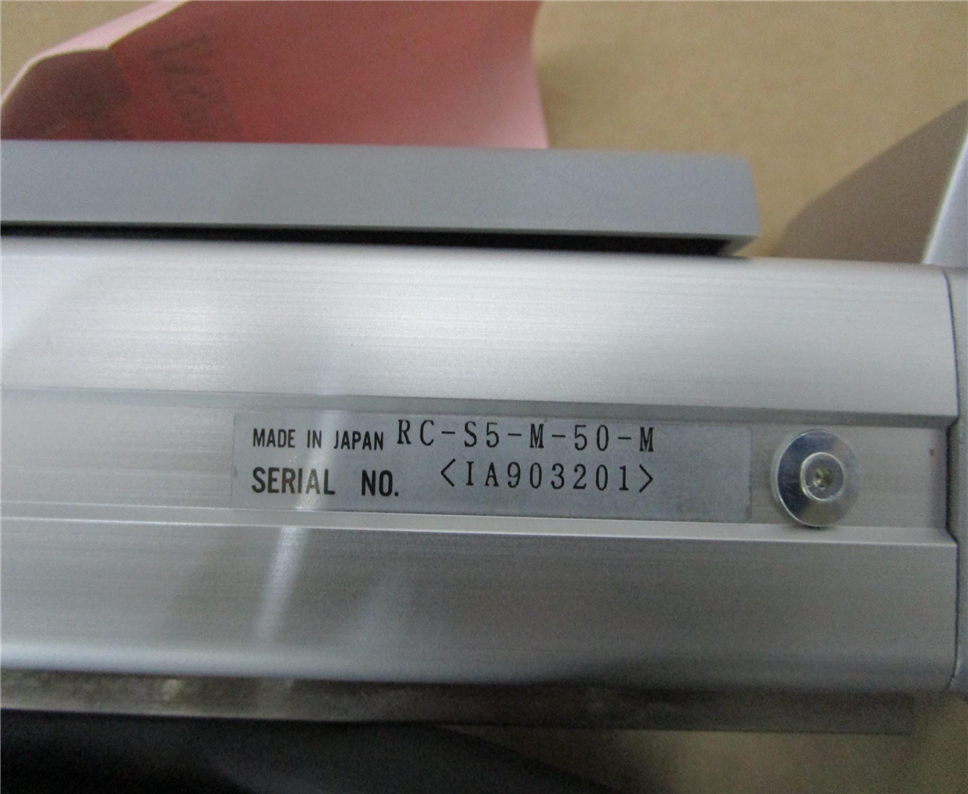 MADE IN JAPAN RC-S5-M-50-M
SERIAL NO. <IA903201>